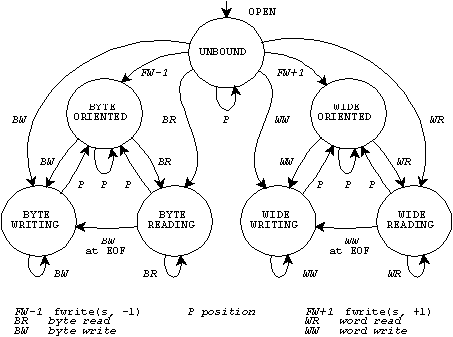 OPEN
UNBOUND
FW-1
FW+1
P
BYTE
ORIENTED
WIDE
ORIENTED
BW
BR
WW
WR
BW
BR
WW
WR
P P P
P P P
BYTE
WRITING
BYTE
READING
WIDE
WRITING
WIDE
READING
BW
at EOF
WW
at EOF
BW
BR
WW
WR
FW-1 fwrite(s, -1)
BR byte read
BW byte write
P position
FW+1 fwrite(s, +1)
WR word read
WW word write